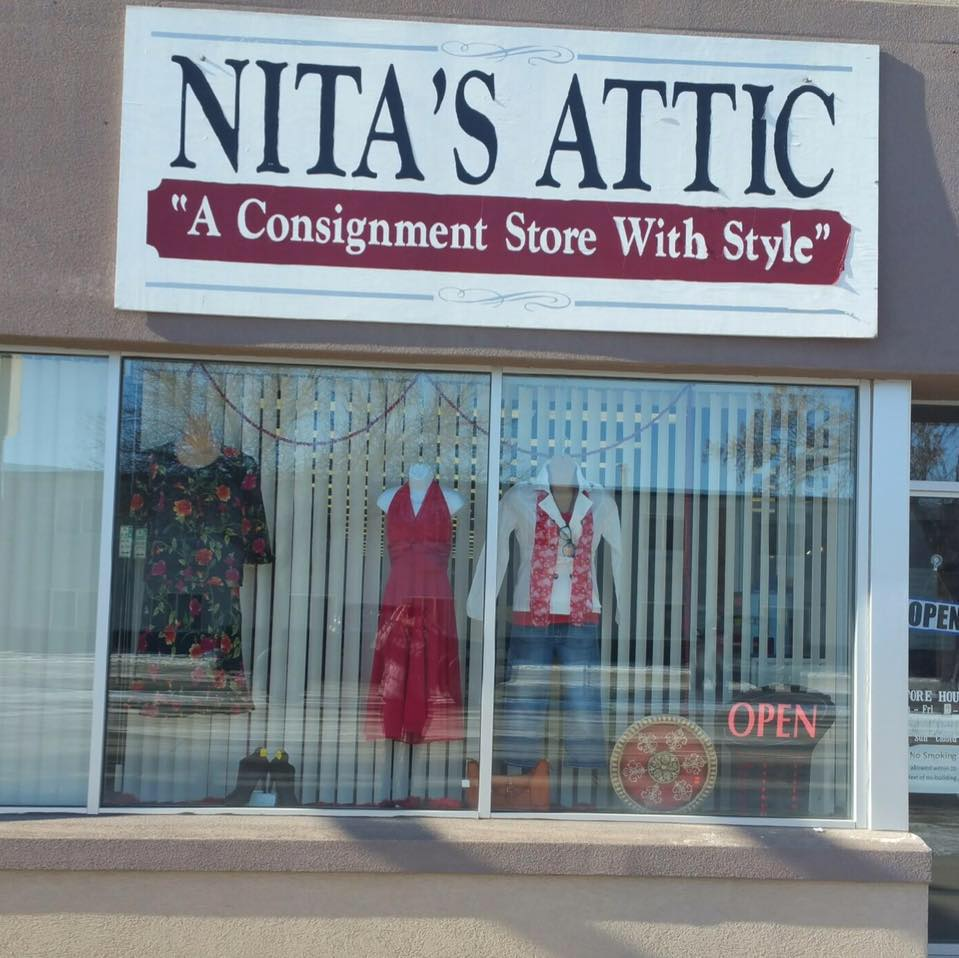 NITA'S ATTIC
"A Consignment Store With Style"
OPEN
OPEN
No Smoking